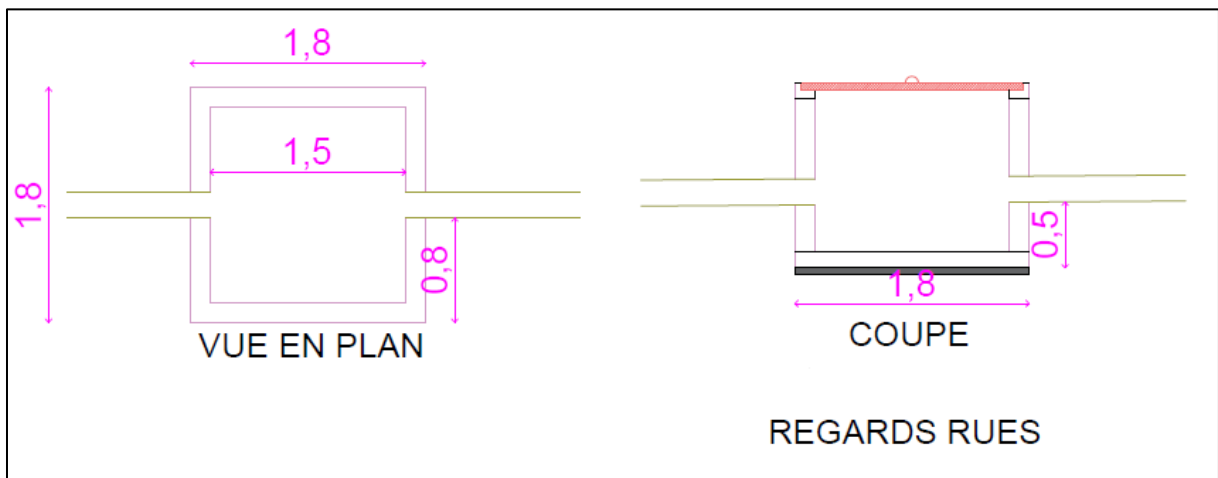 1,8
1,8
1,5
0,8
VUE EN PLAN
0,5
1,8
COUPE
REGARDS RUES